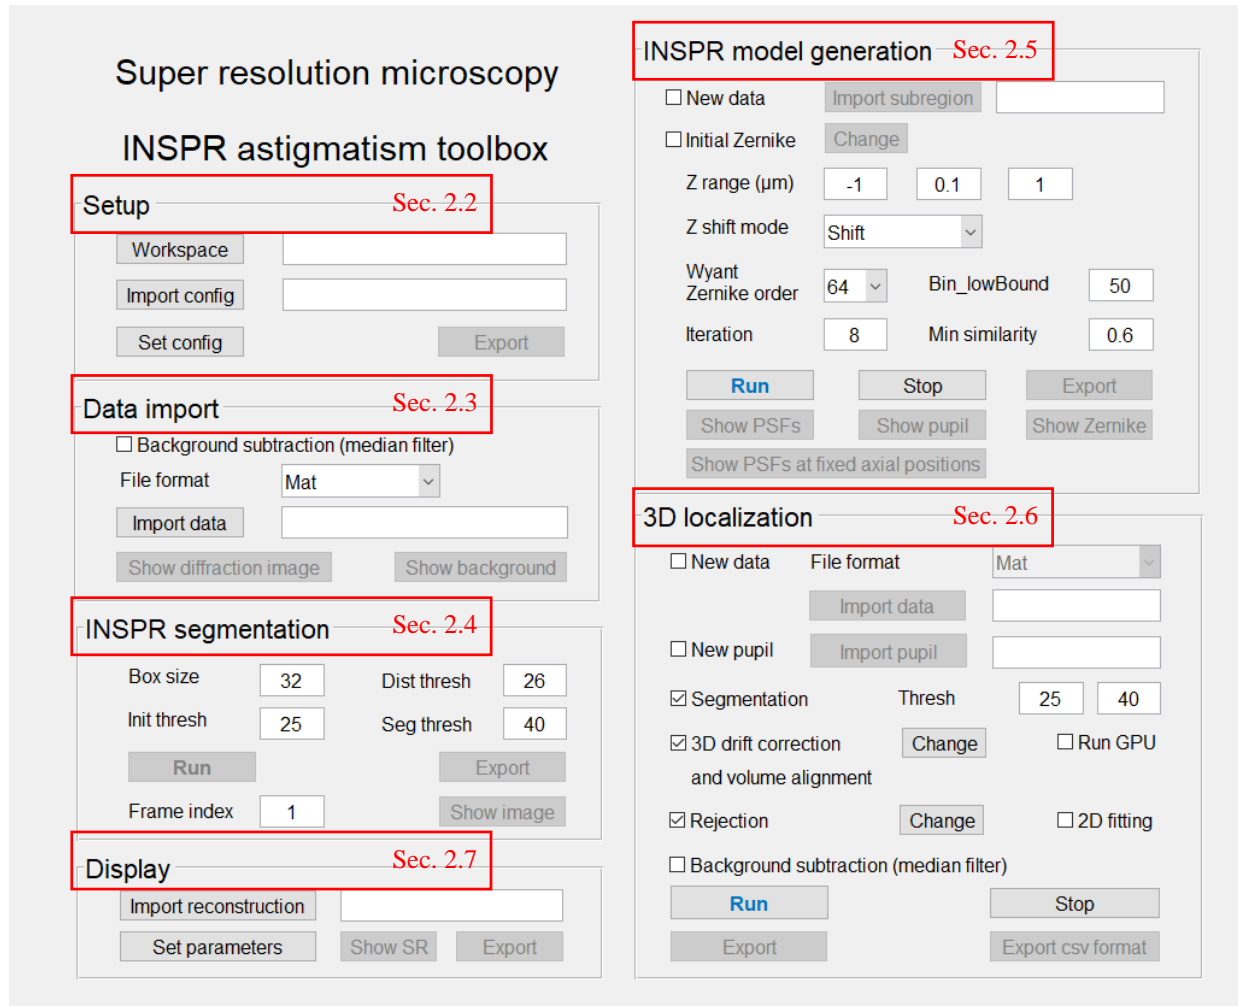 Super resolution microscopy
INSPR astigmatism toolbox
Setup Sec. 2.2
Workspace
Import config
Set config Export
Data import Sec. 2.3
Background subtraction (median filter)
File format Mat
Import data
Show diffraction image Show background
INSPR segmentation Sec. 2.4
Box size 32 Dist thresh 26
Init thresh 25 Seg thresh 40
Run Export
Frame index 1 Show image
Display Sec. 2.7
Import reconstruction
Set parameters Show SR Export
INSPR model generation Sec. 2.5
New data Import subregion
Initial Zernike Change
Z range (μm) -1 0.1 1
Z shift mode Shift
Wyant
Zernike order 64 Bin_lowBound 50
Iteration 8 Min similarity 0.6
Run Stop Export
Show PSFs Show pupil Show Zernike
Show PSFs at fixed axial positions
3D localization Sec. 2.6
New data File format Mat
Import data
New pupil Import pupil
Segmentation Thresh 25 40
3D drift correction Change Run GPU
and volume alignment
Rejection Change 2D fitting
Background subtraction (median filter)
Run Stop
Export Export csv format